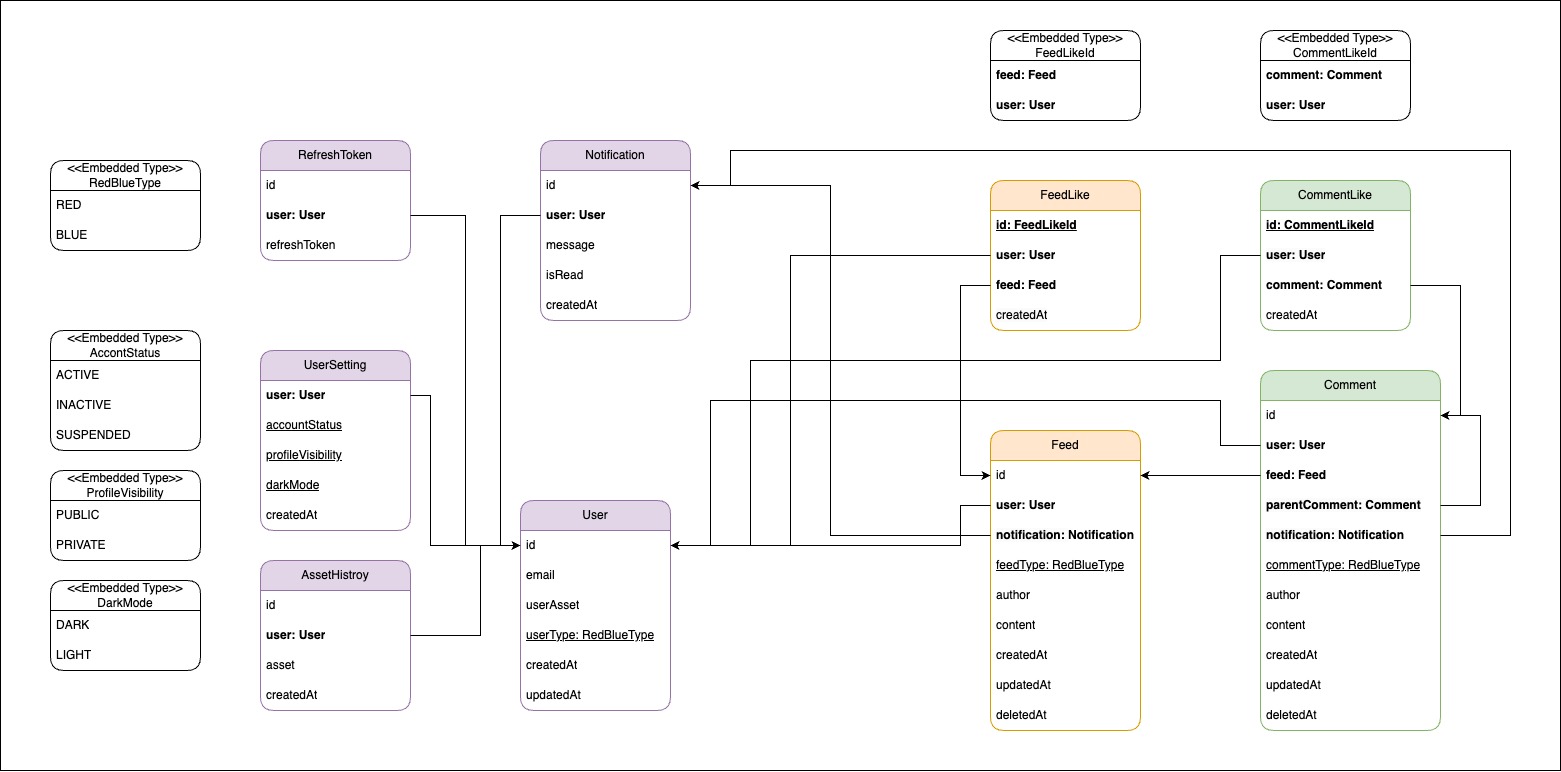 <<Embedded Type>>
FeedLikeId
feed: Feed
user: User
<<Embedded Type>>
CommentLikeId
comment: Comment
user: User
<<Embedded Type>>
RedBlueType
RED
BLUE
RefreshToken
id
user: User
refreshToken
Notification
id
user: User
message
isRead
createdAt
FeedLike
id: FeedLikeId
user: User
feed: Feed
createdAt
CommentLike
id: CommentLikeId
user: User
comment: Comment
createdAt
<<Embedded Type>>
AccontStatus
ACTIVE
INACTIVE
SUSPENDED
UserSetting
user: User
accountStatus
profileVisibility
darkMode
createdAt
<<Embedded Type>>
ProfileVisibility
PUBLIC
PRIVATE
<<Embedded Type>>
DarkMode
DARK
LIGHT
AssetHistroy
id
user: User
asset
createdAt
User
id
email
userAsset
userType: RedBlueType
createdAt
updatedAt
Feed
id
user: User
notification: Notification
feedType: RedBlueType
author
content
createdAt
updatedAt
deletedAt
Comment
id
user: User
feed: Feed
parentComment: Comment
notification: Notification
commentType: RedBlueType
author
content
createdAt
updatedAt
deletedAt